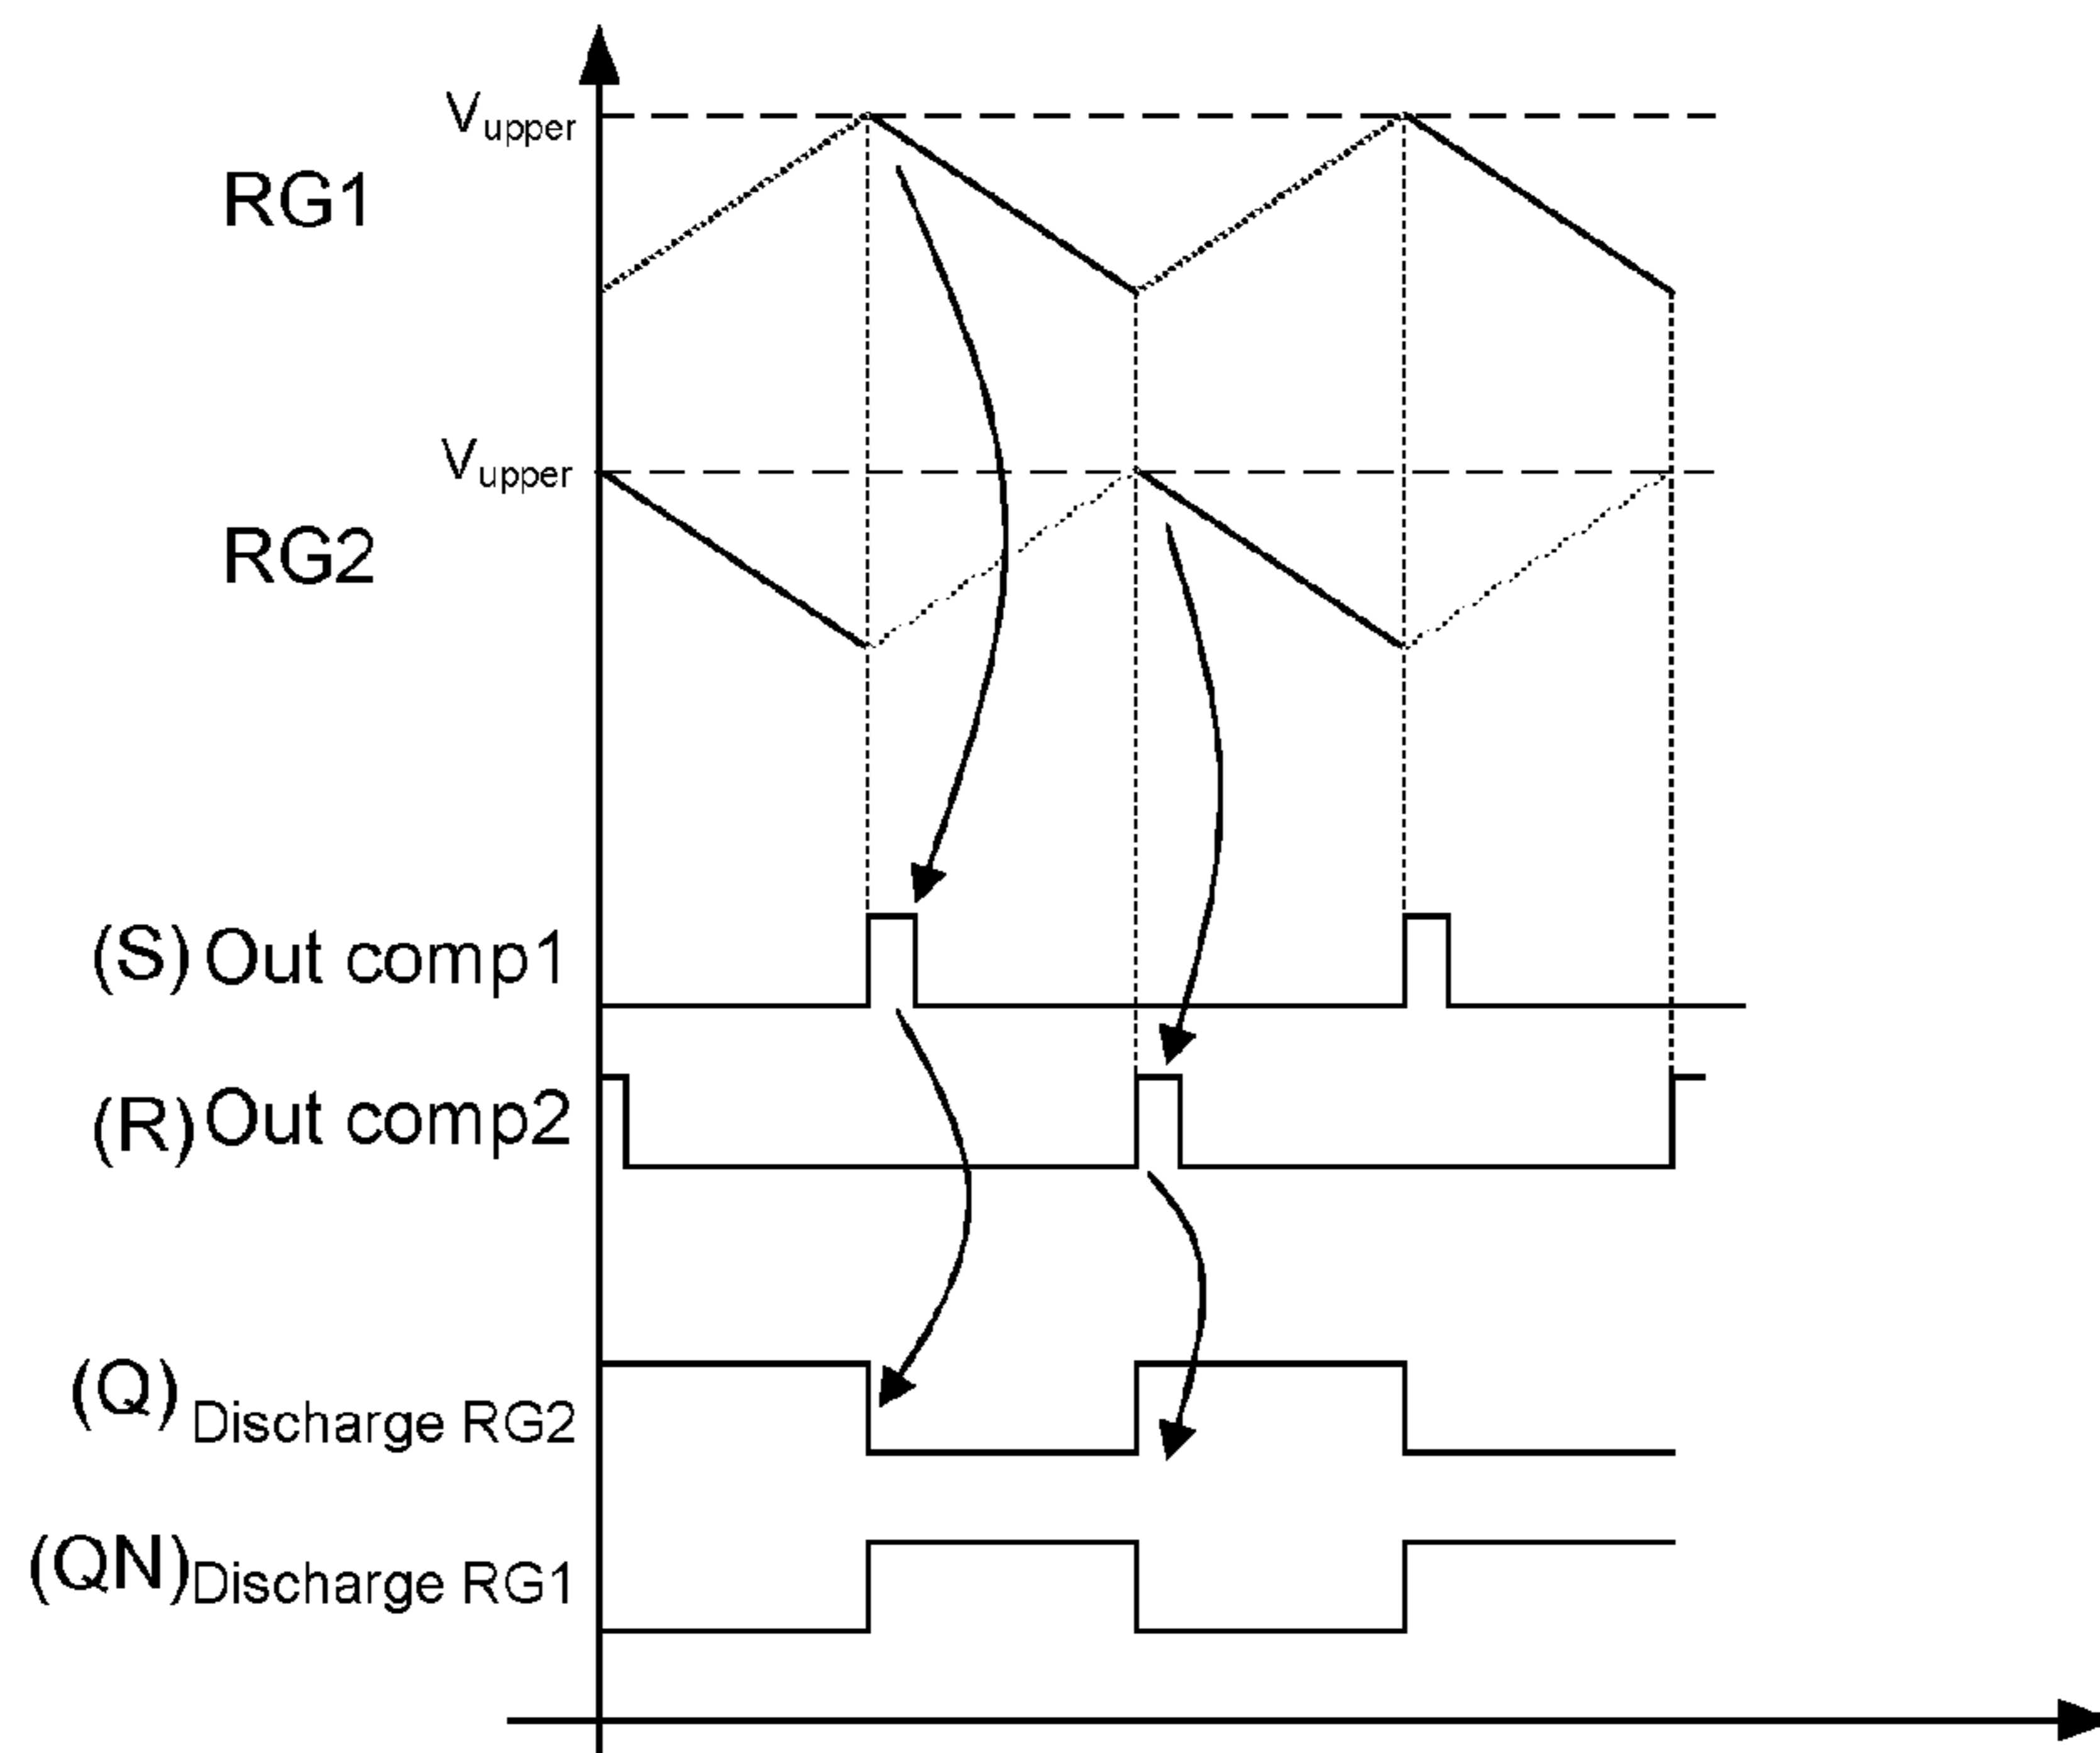 Vupper
RG1
Vupper
RG2
(S) Out comp1
(R) Out comp2
(Q) Discharge RG2
(QN) Discharge RG1